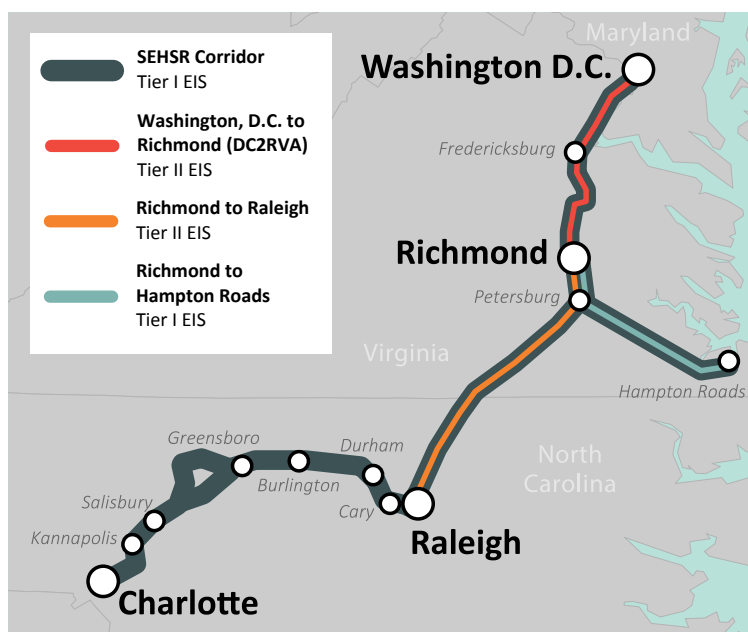 SEHSR Corridor
Tier I EIS
Washington, D.C. to
Richmond (DC2RVA)
Tier II EIS
Richmond to Raleigh
Tier II EIS
Richmond to
Hampton Roads
Tier I EIS
Maryland
Washington D.C.
Fredericksburg
Richmond
Petersburg
Virginia
Hampton Roads
Greensboro
Durham
North
Carolina
Burlington
Salisbury
Cary
Kannapolis
Raleigh
Charlotte